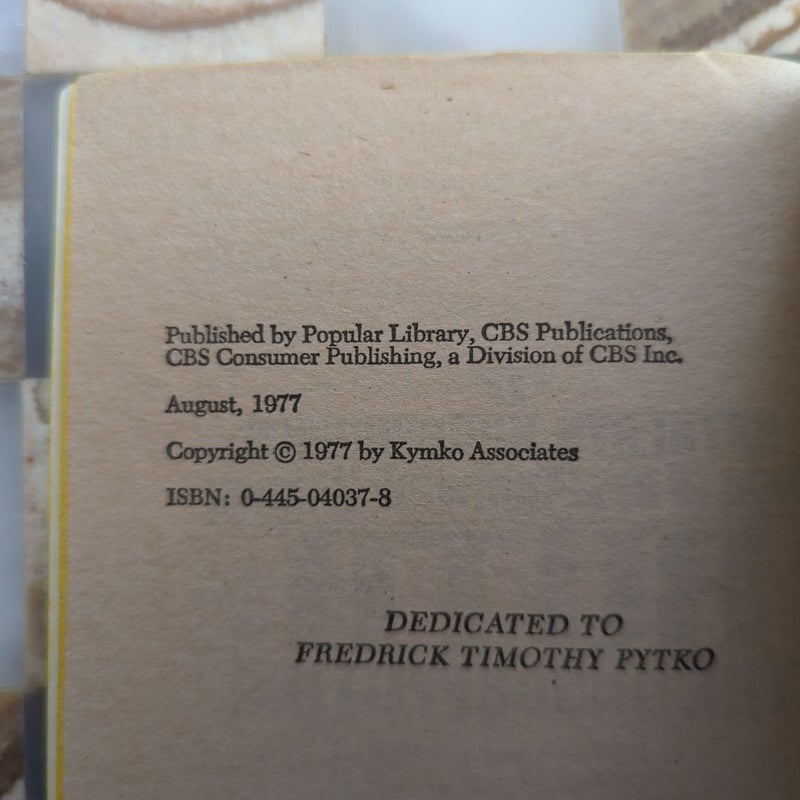 Published by Popular Library, CBS Publications,
CBS Consumer Publishing, a Division of CBS Inc.
August, 1977
Copyright © 1977 by Kymko Associates
ISBN: 0-445-04037-8
DEDICATED TO
FREDRICK TIMOTHY PYTKO